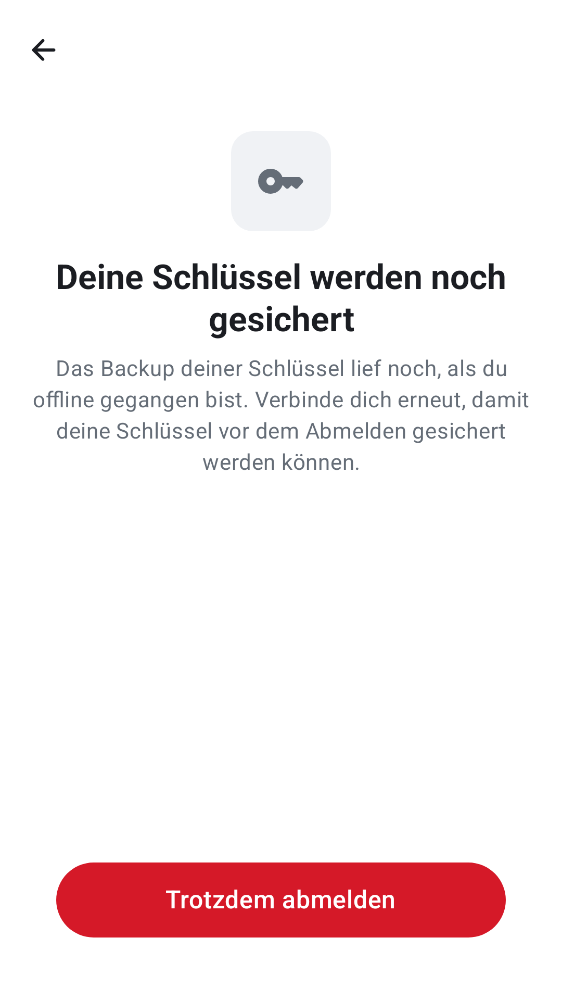 Deine Schlüssel werden noch
gesichert
Das Backup deiner Schlüssel lief noch, als du
offline gegangen bist. Verbinde dich erneut, damit
deine Schlüssel vor dem Abmelden gesichert
werden können.
Trotzdem abmelden